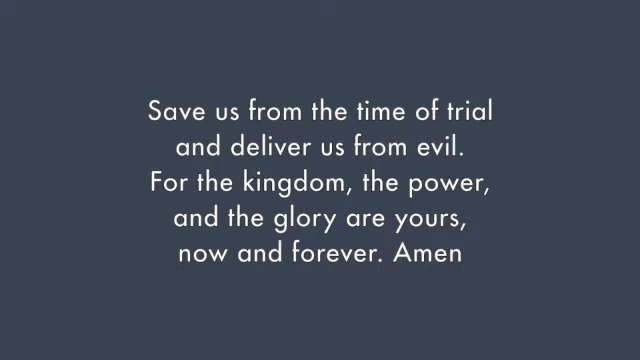 Save us from the time of trial
and deliver us from evil.
For the kingdom, the power,
and the glory are yours,
now and forever. Amen